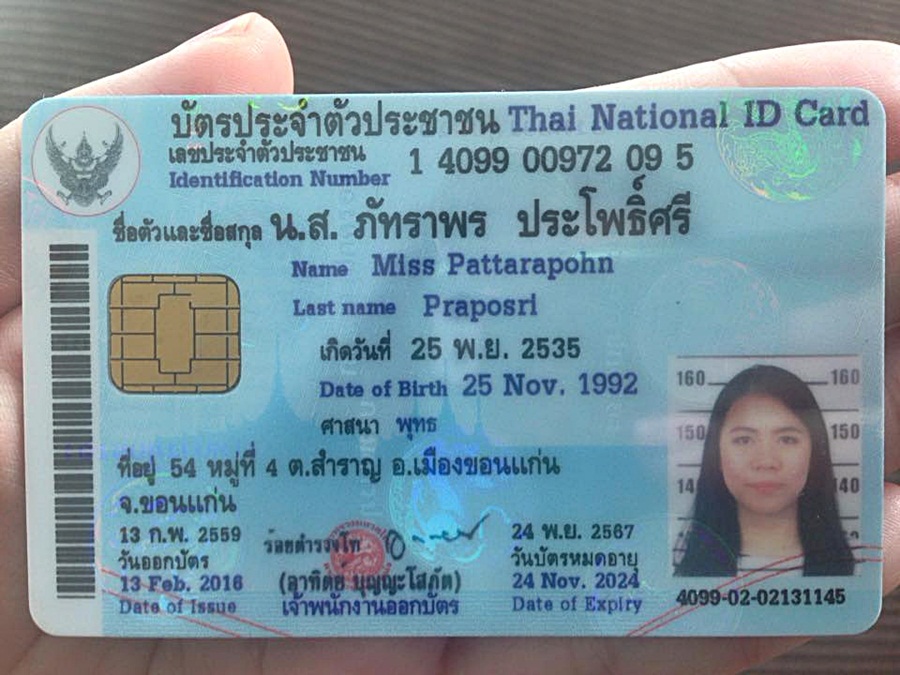 บัตรประจำตัวประชาชน Thai National ID Card
เลขประจำตัวประชาชน 1 4099 00972 09 5
Identification Number
ชื่อตัวและชื่อสกุล น.ส. ภัทราพร ประโพธิ์ศรี
Name Miss Pattarapohn
Last name Praposri
เกิดวันที่ 25 พ.ย. 2535
Date of Birth 25 Nov. 1992
ศาสนา พุทธ
ที่อยู่ 54 หมู่ที่ 4 ต.สำราญ อ.เมืองขอนแก่น
จ.ขอนแก่น
13 ก.พ. 2559
วันออกบัตร
13 Feb. 2016
Date of Issue
ร้อยตำรวจโท
(อาทิตย์ บุญญะโสภัต)
เจ้าพนักงานออกบัตร
24 พ.ย. 2567
วันบัตรหมดอายุ
24 Nov. 2024
Date of Expiry
160 160
150 150
14 40
4099-02-02131145